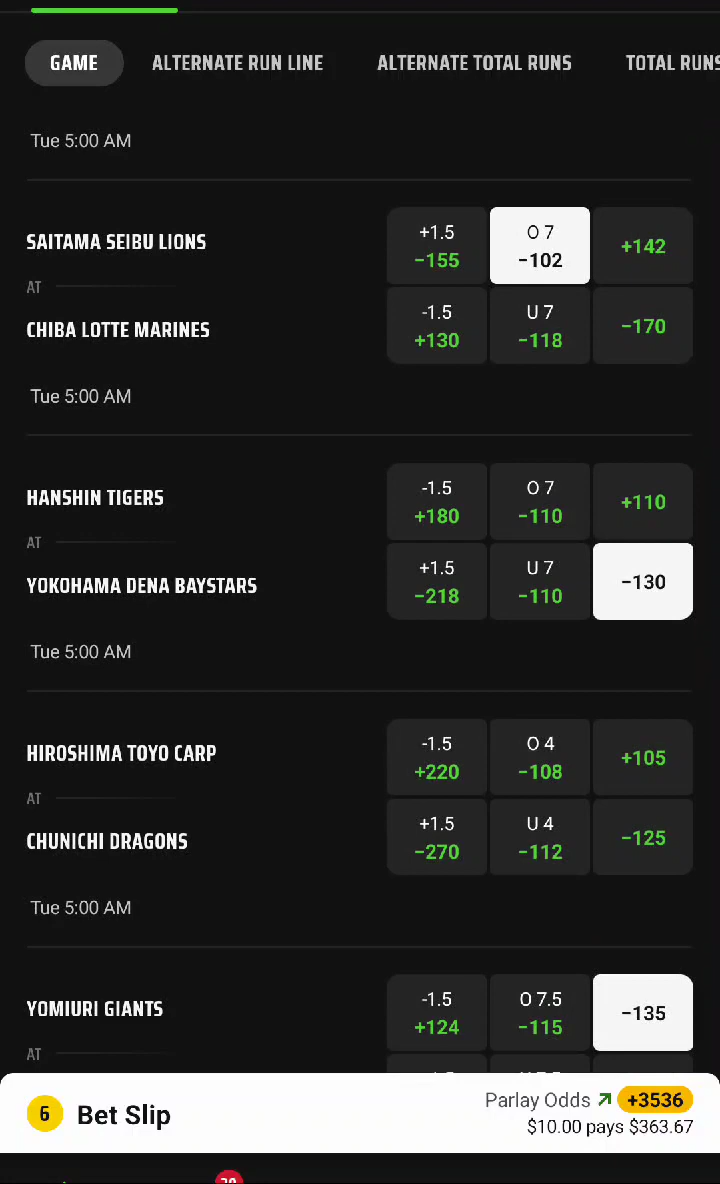 GAME ALTERNATE RUN LINE ALTERNATE TOTAL RUNS TOTAL RUNS
Tue 5:00 AM
SAITAMA SEIBU LIONS
+1.5 O 7
−155 −102 +142
AT
CHIBA LOTTE MARINES
-1.5 U 7
+130 −118 −170
Tue 5:00 AM
HANSHIN TIGERS
-1.5 O 7
+180 −110 +110
AT
YOKOHAMA DENA BAYSTARS
+1.5 U 7
−218 −110 −130
Tue 5:00 AM
HIROSHIMA TOYO CARP
-1.5 O 4
+220 −108 +105
AT
CHUNICHI DRAGONS
+1.5 U 4
−270 −112 −125
Tue 5:00 AM
YOMIURI GIANTS
-1.5 O 7.5
+124 −115 −135
AT
6 Bet Slip
Parlay Odds +3536
$10.00 pays $363.67